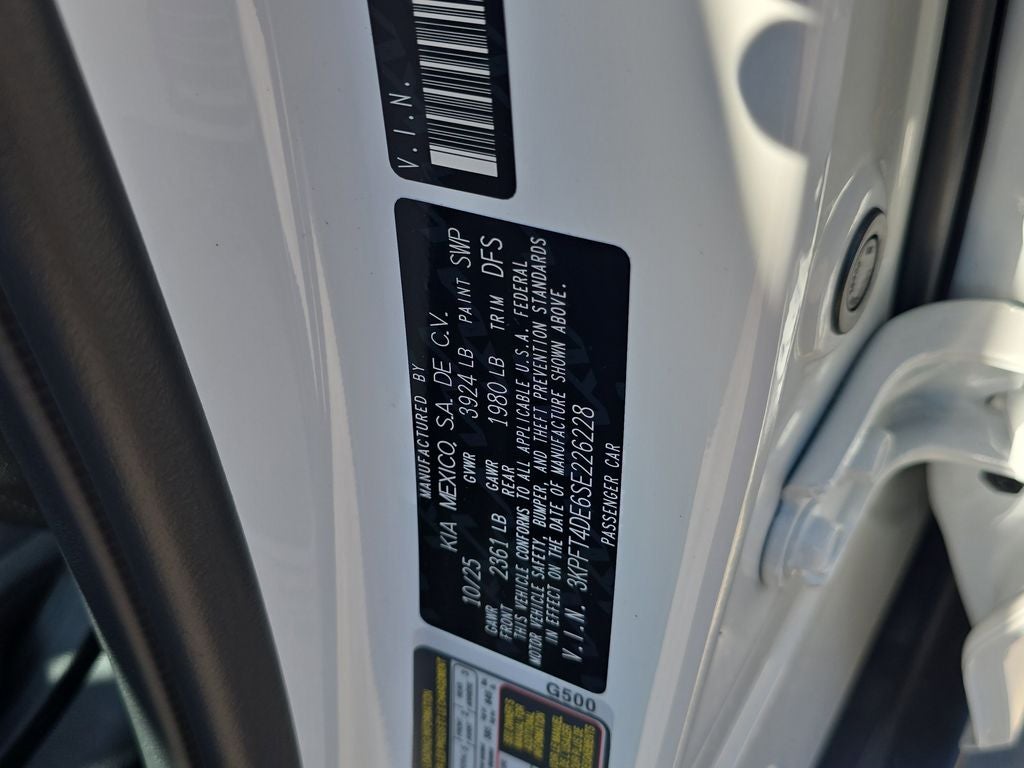 V.I.N.
MANUFACTURED BY
KIA MEXICO, S.A. DE C.V.
10/25 GVWR 3924 LB PAINT SWP
GAWR FRONT 2361 LB GAWR REAR 1980 LB TRIM DFS
THIS VEHICLE CONFORMS TO ALL APPLICABLE U.S.A. FEDERAL
MOTOR VEHICLE SAFETY, BUMPER, AND THEFT PREVENTION STANDARDS
IN EFFECT ON THE DATE OF MANUFACTURE SHOWN ABOVE.
V.I.N. 3KPFT4DE6SE226228
PASSENGER CAR
G500